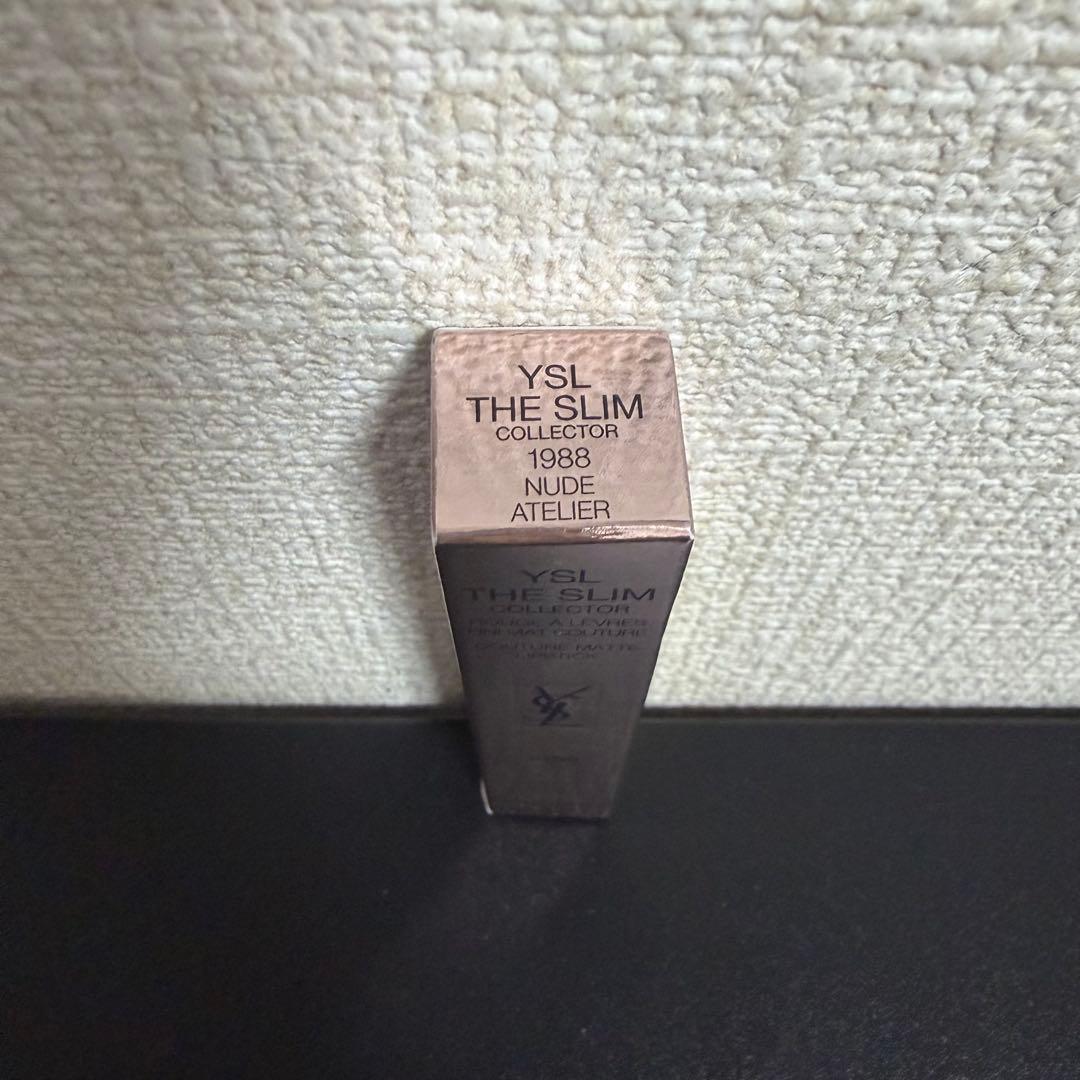 YSL
THE SLIM
COLLECTOR
1988
NUDE
ATELIER
YSL
THE SLIM
COLLECTOR
ROUGE À LÈVRES
FINI MAT COUTURE
COUTURE MATTE
LIPSTICK
YSL